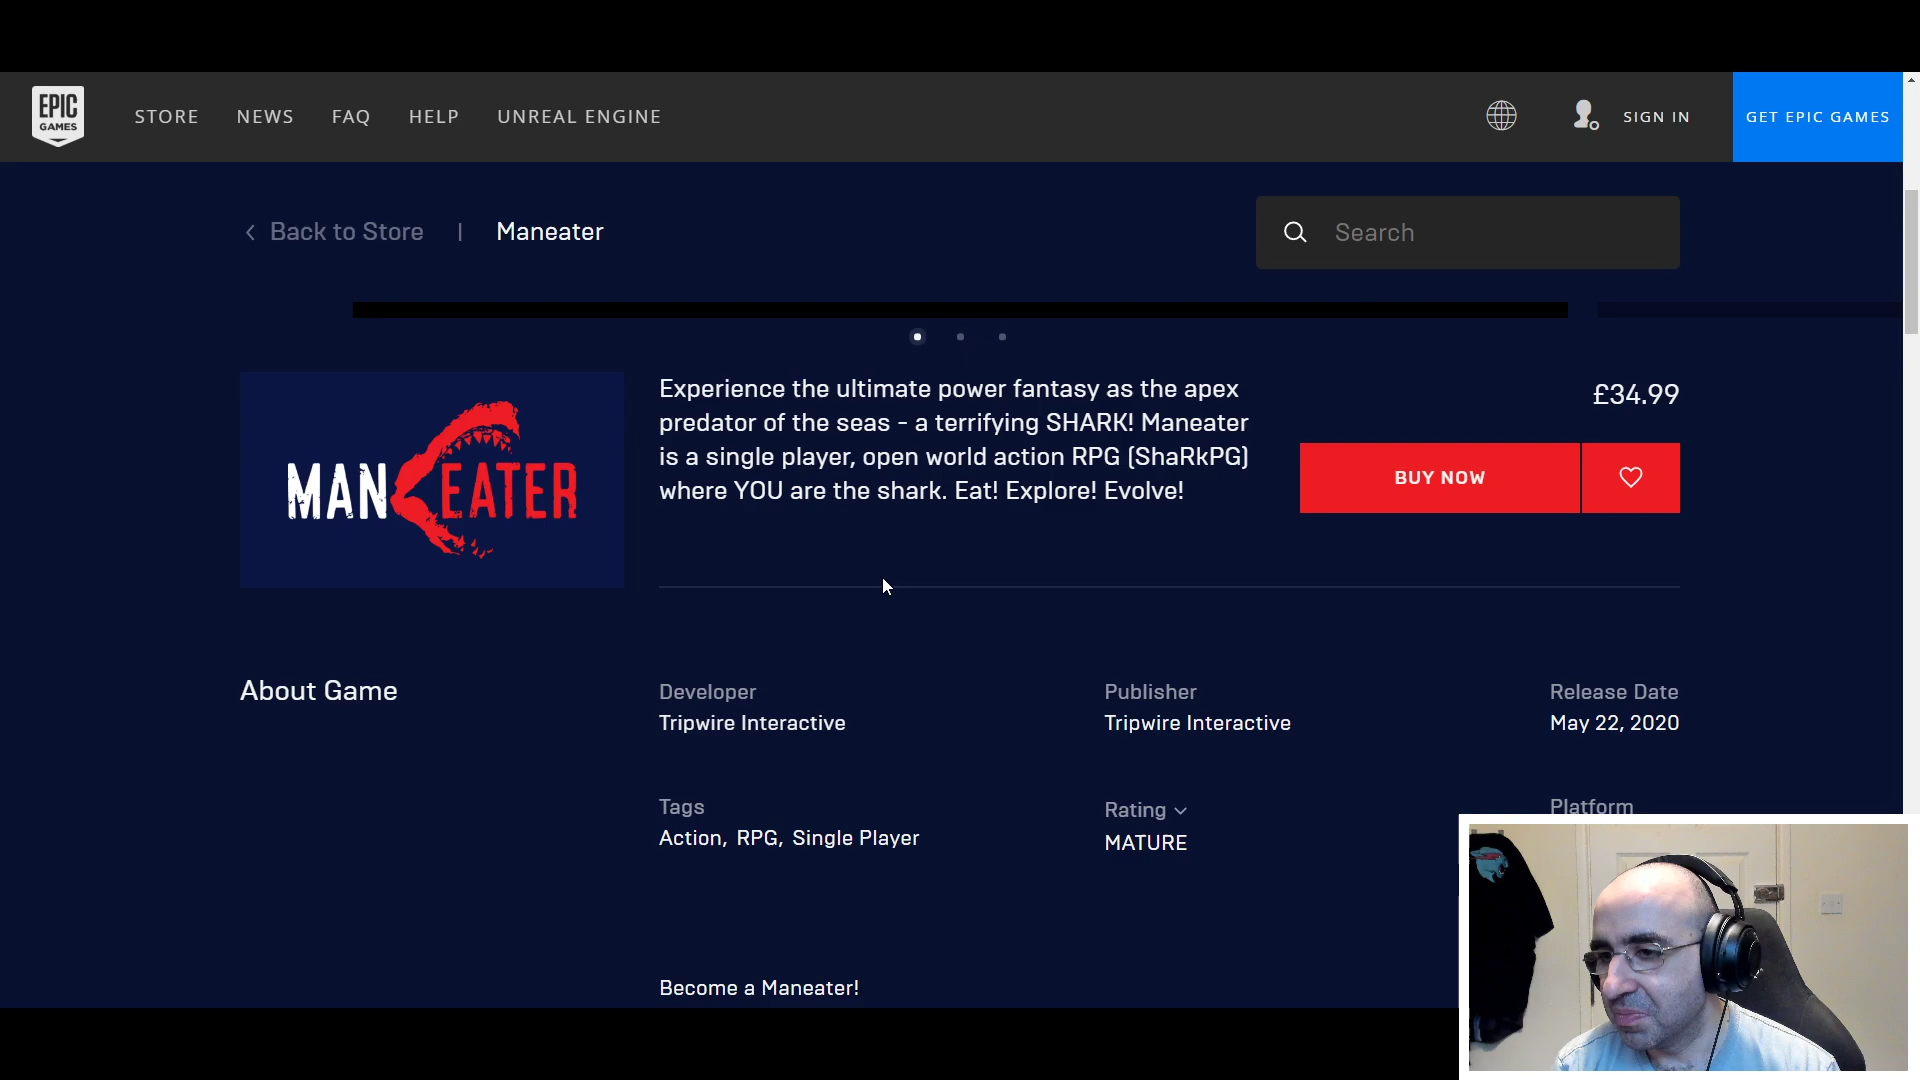 EPIC
GAMES
STORE
NEWS
FAQ
HELP
UNREAL ENGINE
SIGN IN
GET EPIC GAMES
Back to Store
|
Maneater
Search
MAN EATER
Experience the ultimate power fantasy as the apex
predator of the seas - a terrifying SHARK! Maneater
is a single player, open world action RPG (ShaRkPG)
where YOU are the shark. Eat! Explore! Evolve!
£34.99
BUY NOW
About Game
Developer
Tripwire Interactive
Publisher
Tripwire Interactive
Release Date
May 22, 2020
Tags
Action, RPG, Single Player
Rating
MATURE
Platform
Become a Maneater!